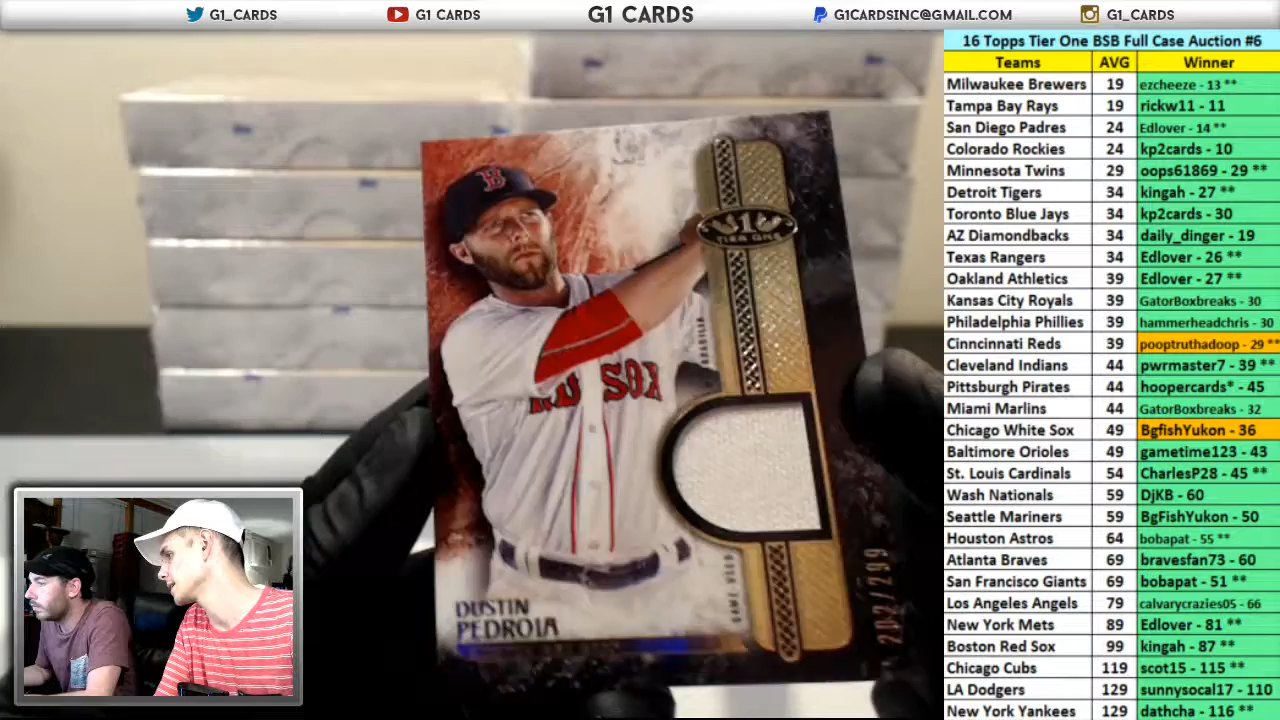 G1_CARDS
G1 CARDS
G1 CARDS
G1CARDSINC@GMAIL.COM
G1_CARDS
16 Topps Tier One BSB Full Case Auction #6
Teams AVG Winner
Milwaukee Brewers 19 ezcheeze - 13 **
Tampa Bay Rays 19 rickw11 - 11
San Diego Padres 24 Edlover - 14 **
Colorado Rockies 24 kp2cards - 10
Minnesota Twins 29 oops61869 - 29 **
Detroit Tigers 34 kingah - 27 **
Toronto Blue Jays 34 kp2cards - 30
AZ Diamondbacks 34 daily_dinger - 19
Texas Rangers 34 Edlover - 26 **
Oakland Athletics 39 Edlover - 27 **
Kansas City Royals 39 GatorBoxbreaks - 30
Philadelphia Phillies 39 hammerheadchris - 30
Cinncinnati Reds 39 pooptruthadoop - 29 **
Cleveland Indians 44 pwrmaster7 - 39 **
Pittsburgh Pirates 44 hoopercards* - 45
Miami Marlins 44 GatorBoxbreaks - 32
Chicago White Sox 49 BgfishYukon - 36
Baltimore Orioles 49 gametime123 - 43
St. Louis Cardinals 54 CharlesP28 - 45 **
Wash Nationals 59 DjKB - 60
Seattle Mariners 59 BgFishYukon - 50
Houston Astros 64 bobapat - 55 **
Atlanta Braves 69 bravesfan73 - 60
San Francisco Giants 69 bobapat - 51 **
Los Angeles Angels 79 calvarycrazies05 - 66
New York Mets 89 Edlover - 81 **
Boston Red Sox 99 kingah - 87 **
Chicago Cubs 119 scot15 - 115 **
LA Dodgers 129 sunnysocal17 - 110
New York Yankees 129 dathcha - 116 **
B
1
TIER ONE
RED SOX
GAME USED
DUSTIN
PEDROIA
202/299